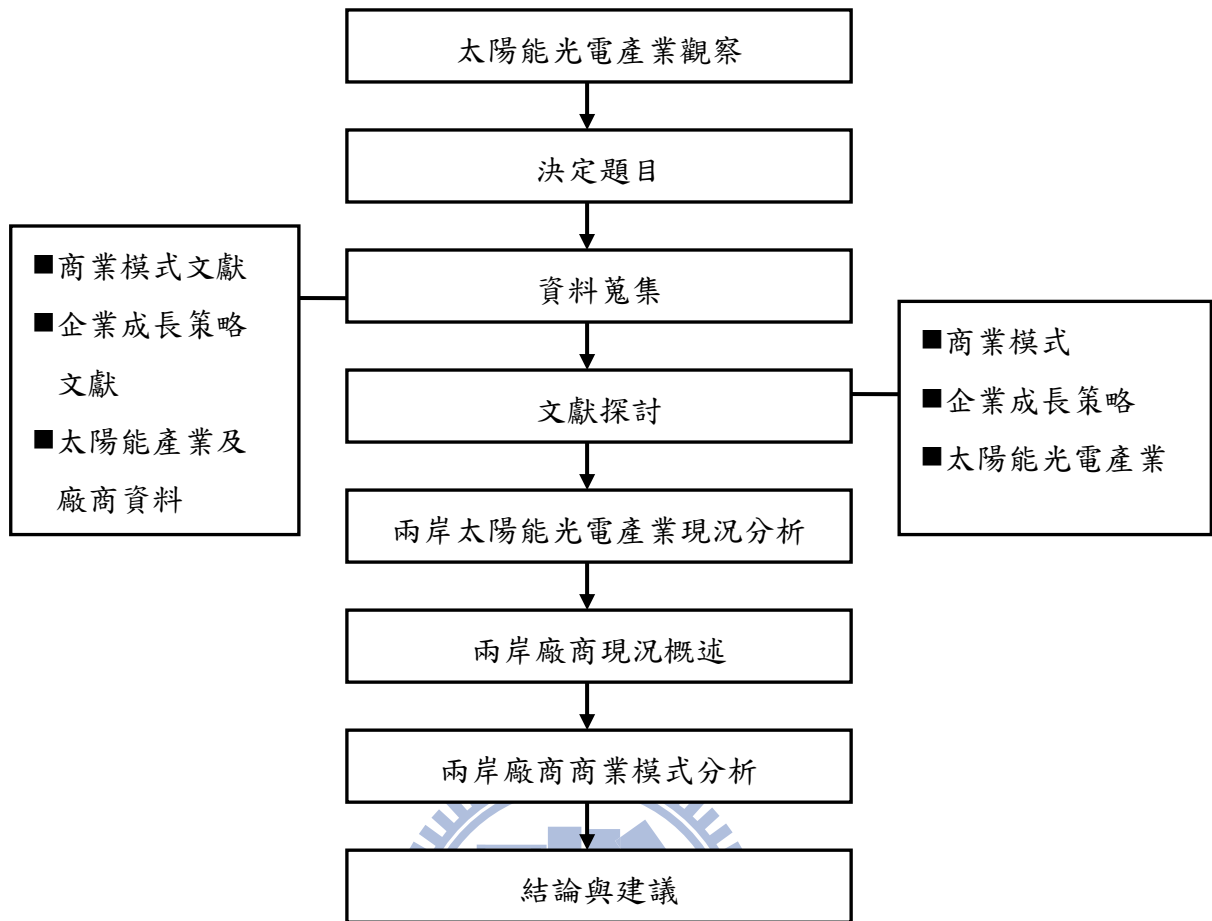 太陽能光電產業觀察
決定題目
資料蒐集
■商業模式文獻
■企業成長策略
文獻
■太陽能產業及
廠商資料
文獻探討
■商業模式
■企業成長策略
■太陽能光電產業
兩岸太陽能光電產業現況分析
兩岸廠商現況概述
兩岸廠商商業模式分析
結論與建議